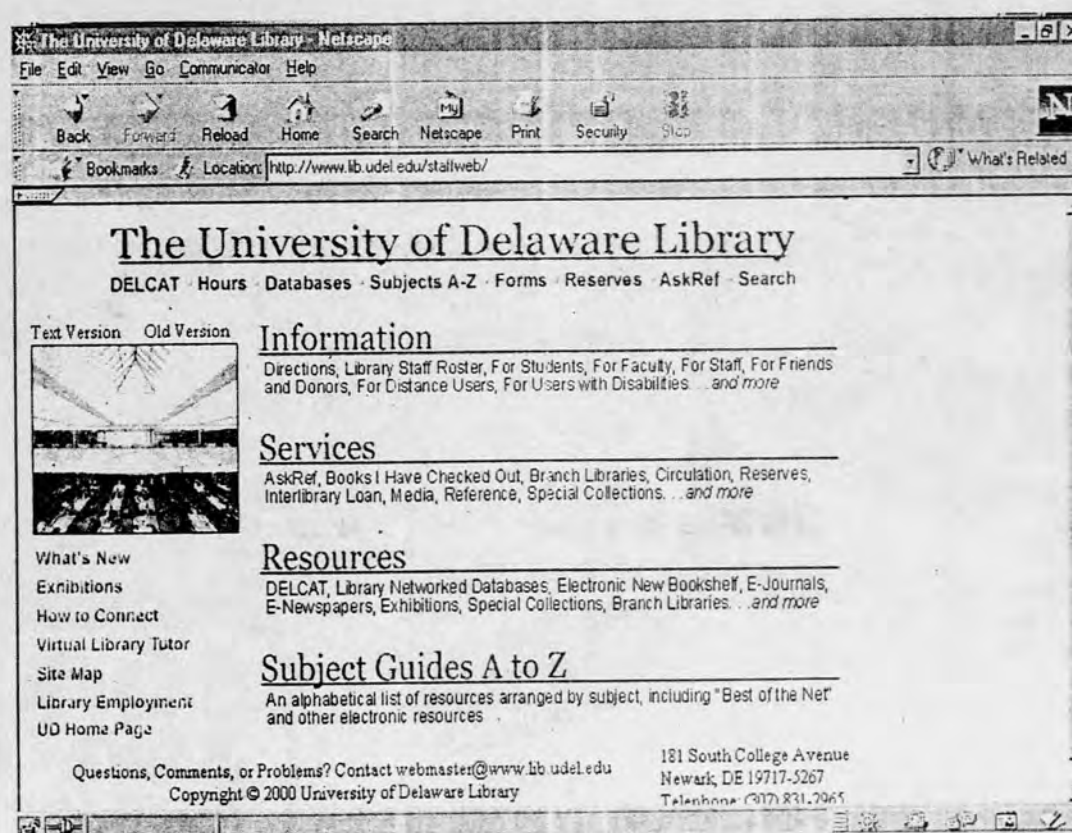 The University of Delaware Library - Netscape
File Edit View Go Communicator Help
Back Forward Reload Home Search Netscape Print Security Stop
My
N
Bookmarks Location: http://www.lib.udel.edu/staffweb/ What's Related
The University of Delaware Library
DELCAT · Hours · Databases · Subjects A-Z · Forms · Reserves · AskRef · Search
Text Version Old Version
Information
Directions, Library Staff Roster, For Students, For Faculty, For Staff, For Friends
and Donors, For Distance Users, For Users with Disabilities. . .and more
Services
AskRef, Books I Have Checked Out, Branch Libraries, Circulation, Reserves,
Interlibrary Loan, Media, Reference, Special Collections. . .and more
What's New
Exhibitions
How to Connect
Virtual Library Tutor
Site Map
Library Employment
UD Home Page
Resources
DELCAT, Library Networked Databases, Electronic New Bookshelf, E-Journals,
E-Newspapers, Exhibitions, Special Collections, Branch Libraries. . .and more
Subject Guides A to Z
An alphabetical list of resources arranged by subject, including "Best of the Net"
and other electronic resources
Questions, Comments, or Problems? Contact webmaster@www.lib.udel.edu
Copyright © 2000 University of Delaware Library
181 South College Avenue
Newark, DE 19717-5267
Telephone: (302) 831-2965